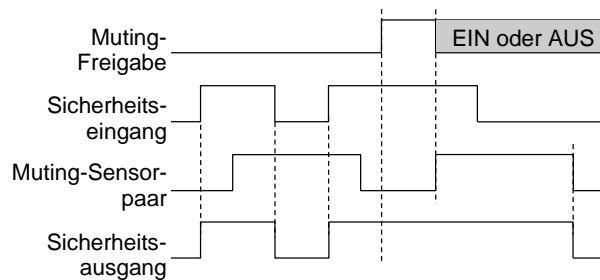 Muting-
Freigabe
EIN oder AUS
Sicherheits-
eingang
Muting-Sensor-
paar
Sicherheits-
ausgang